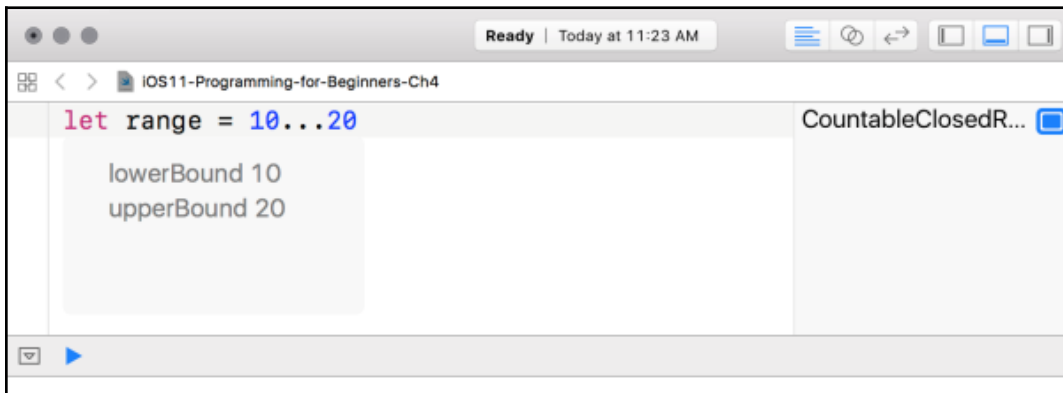 Ready | Today at 11:23 AM
iOS11-Programming-for-Beginners-Ch4
let range = 10...20
CountableClosedR...
lowerBound 10
upperBound 20